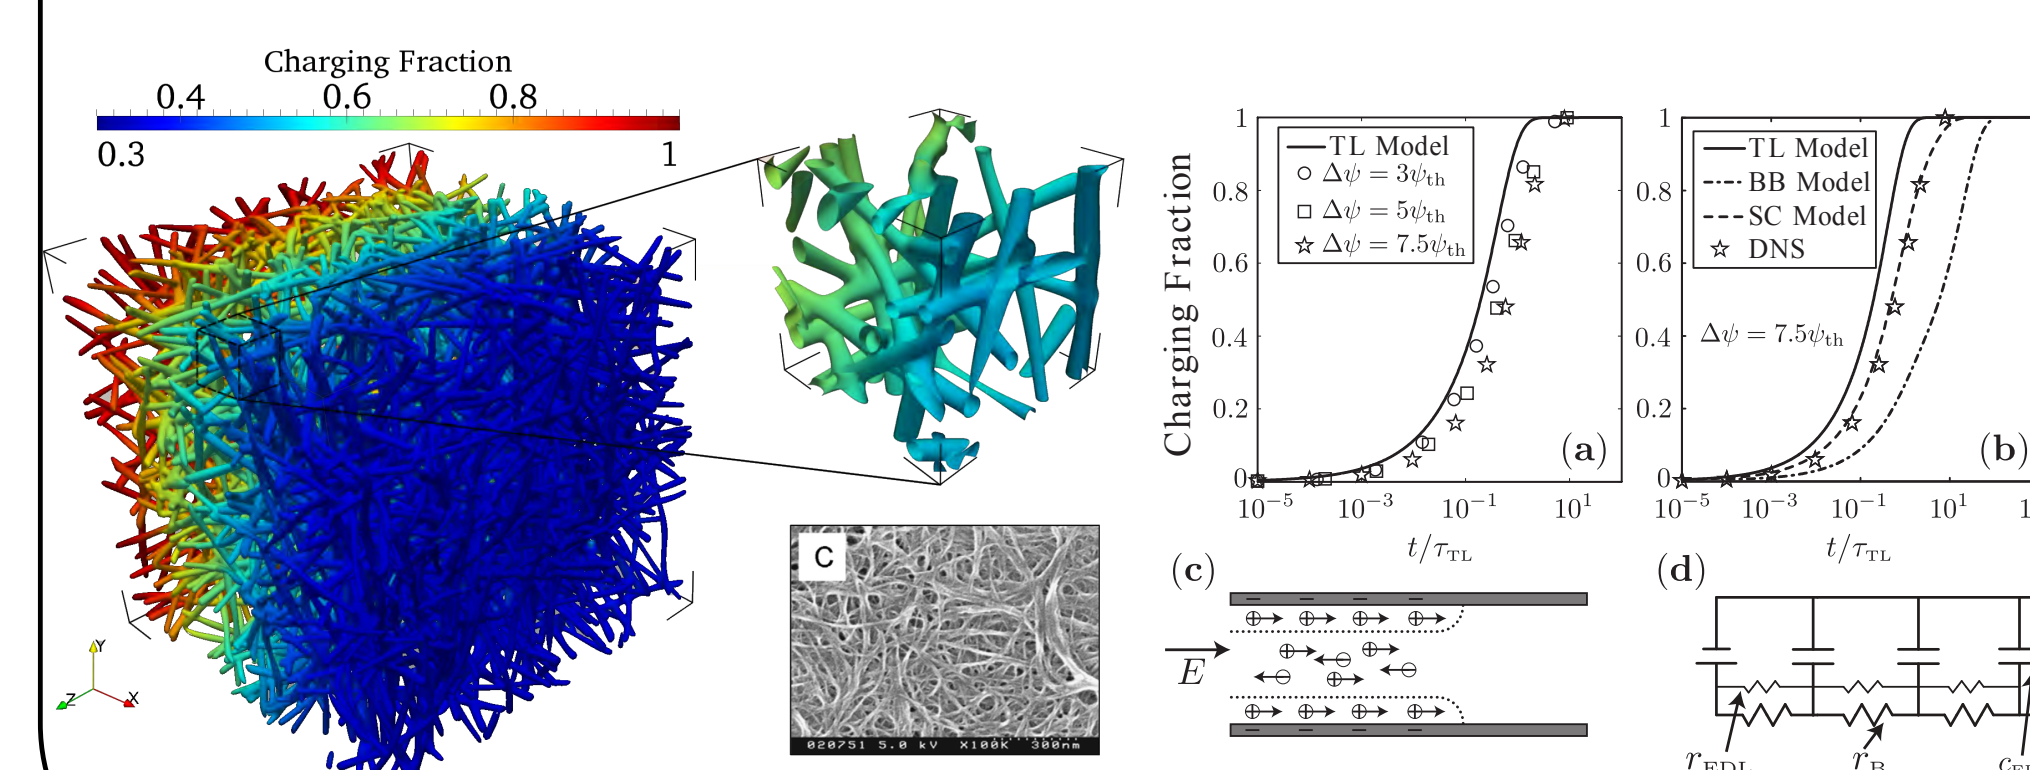 Charging Fraction
0.4 0.6 0.8
0.3 1
Y
Z X
C
020751 5.0 kV X100K 300nm
Charging Fraction
1
0.8
0.6
0.4
0.2
0
TL Model
Δψ = 3ψth
Δψ = 5ψth
Δψ = 7.5ψth
(a)
10⁻⁵ 10⁻³ 10⁻¹ 10¹
t/τTL
1
0.8
0.6
0.4
0.2
0
TL Model
BB Model
SC Model
DNS
Δψ = 7.5ψth
(b)
10⁻⁵ 10⁻³ 10⁻¹ 10¹
t/τTL
(c)
E
(d)
rB